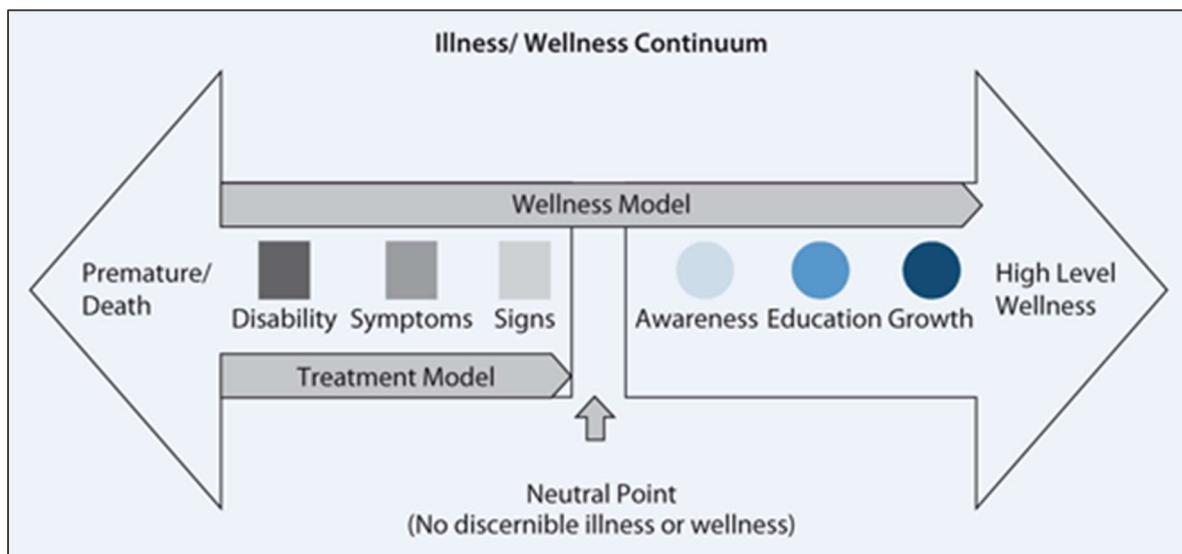 Illness/ Wellness Continuum
Wellness Model
Premature/
Death
Disability Symptoms Signs
Awareness Education Growth
High Level
Wellness
Treatment Model
Neutral Point
(No discernible illness or wellness)